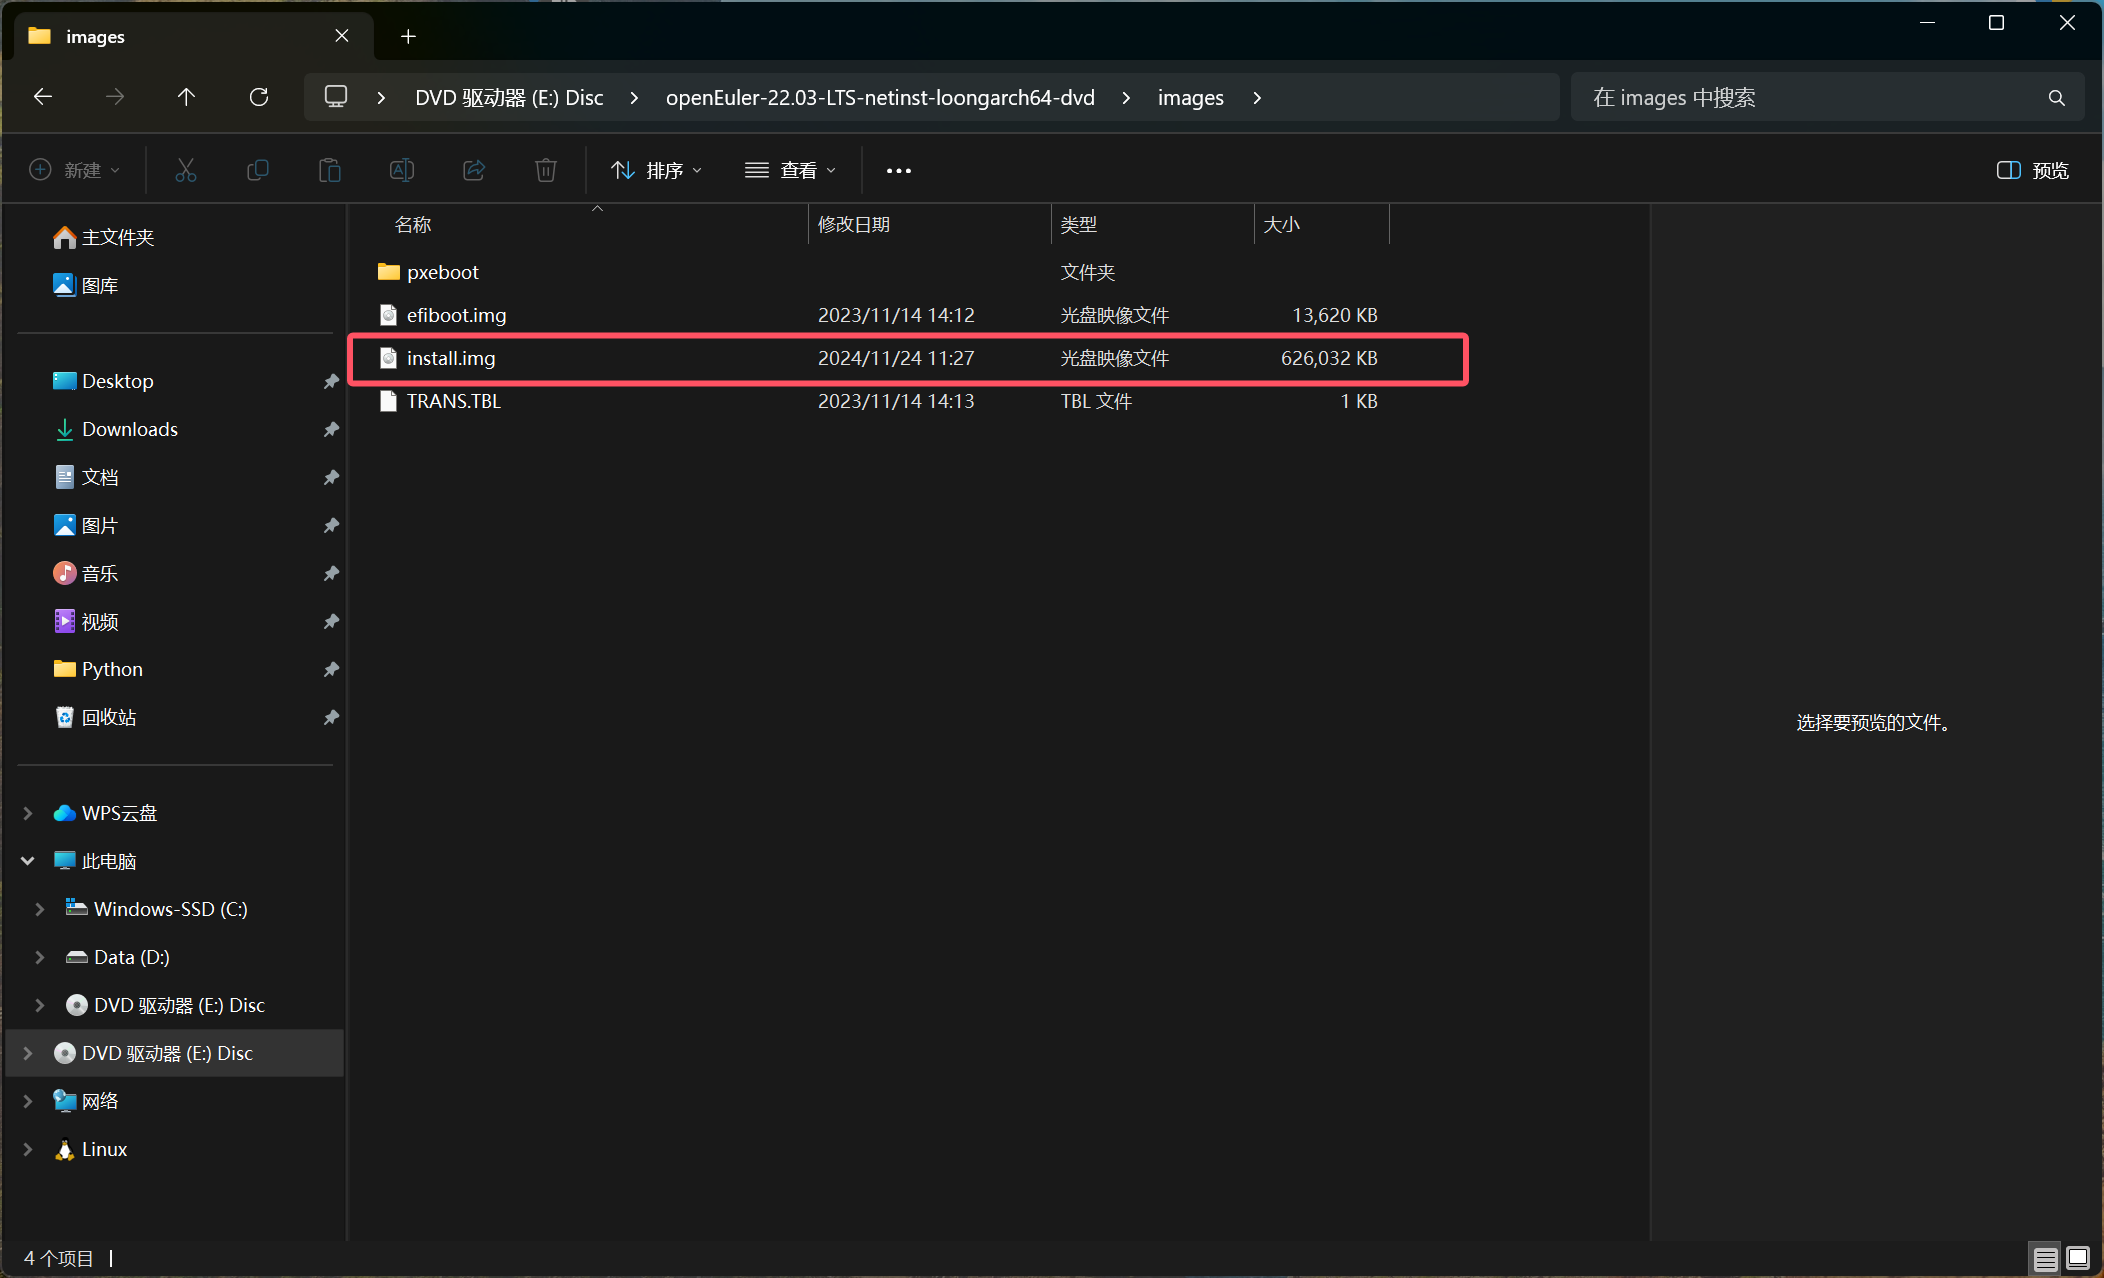 images
DVD 驱动器 (E:) Disc openEuler-22.03-LTS-netinst-loongarch64-dvd images
在 images 中搜索
新建 排序 查看 预览
名称 修改日期 类型 大小
pxeboot 文件夹
efiboot.img 2023/11/14 14:12 光盘映像文件 13,620 KB
install.img 2024/11/24 11:27 光盘映像文件 626,032 KB
TRANS.TBL 2023/11/14 14:13 TBL 文件 1 KB
主文件夹
图库
Desktop
Downloads
文档
图片
音乐
视频
Python
回收站
WPS云盘
此电脑
Windows-SSD (C:)
Data (D:)
DVD 驱动器 (E:) Disc
DVD 驱动器 (E:) Disc
网络
Linux
选择要预览的文件。
4 个项目